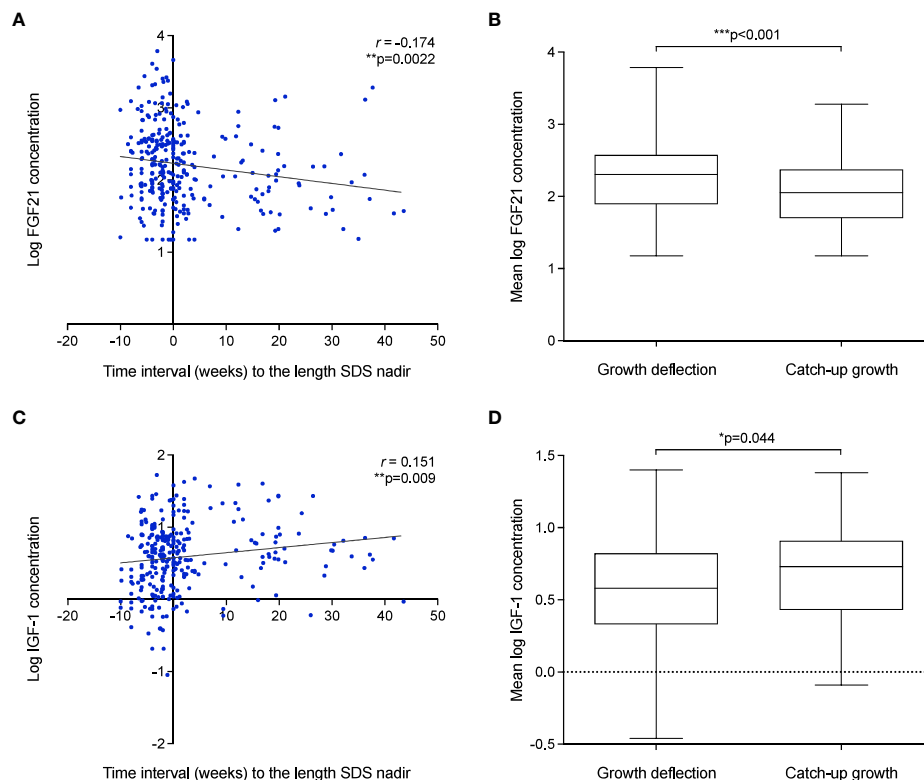 A
r = -0.174
**p=0.0022
4
3
2
1
Log FGF21 concentration
-20 -10 0 10 20 30 40 50
Time interval (weeks) to the length SDS nadir
B
***p<0.001
4
3
2
1
0
Mean log FGF21 concentration
Growth deflection Catch-up growth
C
r = 0.151
**p=0.009
2
1
-20 -10 0 10 20 30 40 50
-1
-2
Log IGF-1 concentration
Time interval (weeks) to the length SDS nadir
D
*p=0.044
1.5
1.0
0.5
0.0
-0.5
Mean log IGF-1 concentration
Growth deflection Catch-up growth